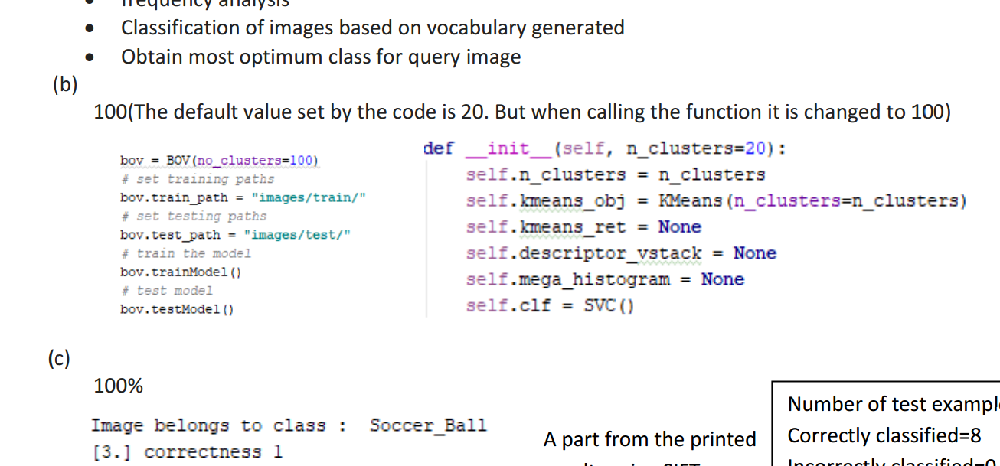 frequency analysis
• Classification of images based on vocabulary generated
• Obtain most optimum class for query image
(b)
100(The default value set by the code is 20. But when calling the function it is changed to 100)
bov = BOV(no_clusters=100)
# set training paths
bov.train_path = "images/train/"
# set testing paths
bov.test_path = "images/test/"
# train the model
bov.trainModel()
# test model
bov.testModel()
def __init__(self, n_clusters=20):
self.n_clusters = n_clusters
self.kmeans_obj = KMeans(n_clusters=n_clusters)
self.kmeans_ret = None
self.descriptor_vstack = None
self.mega_histogram = None
self.clf = SVC()
(c)
100%
Image belongs to class : Soccer_Ball
[3.] correctness 1
A part from the printed
Number of test example
Correctly classified=8
Incorrectly classified=0